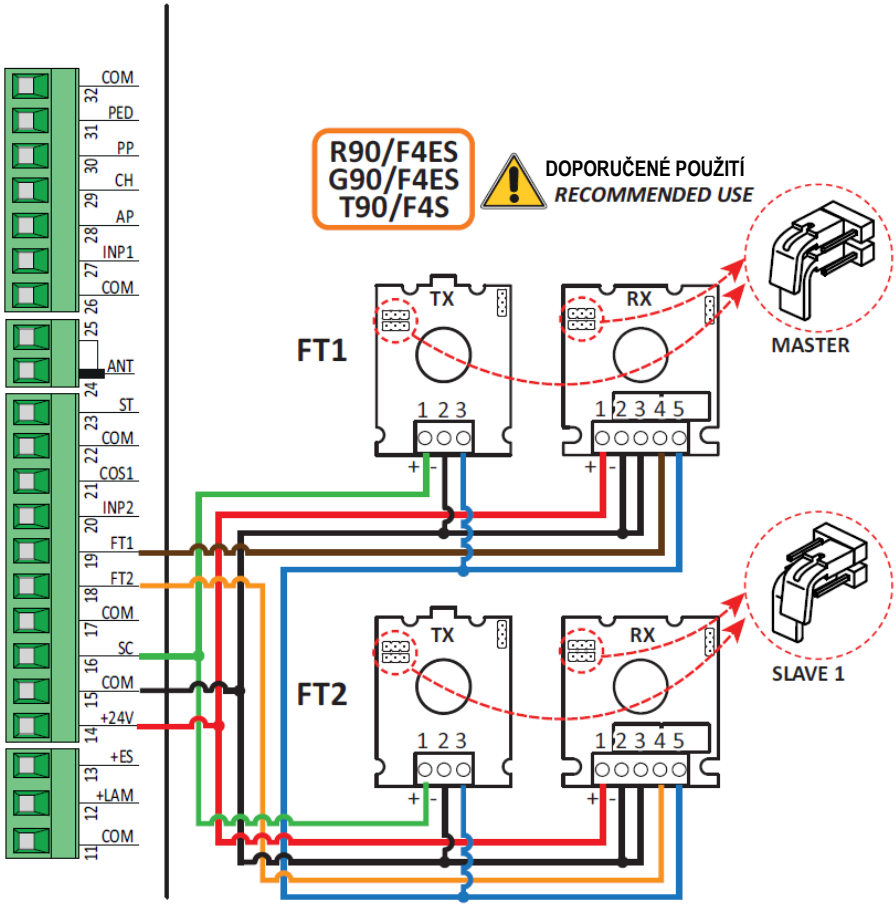 COM
32
PED
31
PP
30
CH
29
AP
28
INP1
27
COM
26
25
ANT
24
ST
23
COM
22
COS1
21
INP2
20
FT1
19
FT2
18
COM
17
SC
16
COM
15
+24V
14
+ES
13
+LAM
12
COM
11
R90/F4ES
G90/F4ES
T90/F4S
DOPORUČENÉ POUŽITÍ
RECOMMENDED USE
FT1
TX
1 2 3
+ -
RX
1 2 3 4 5
+ -
MASTER
FT2
TX
1 2 3
+ -
RX
1 2 3 4 5
+ -
SLAVE 1